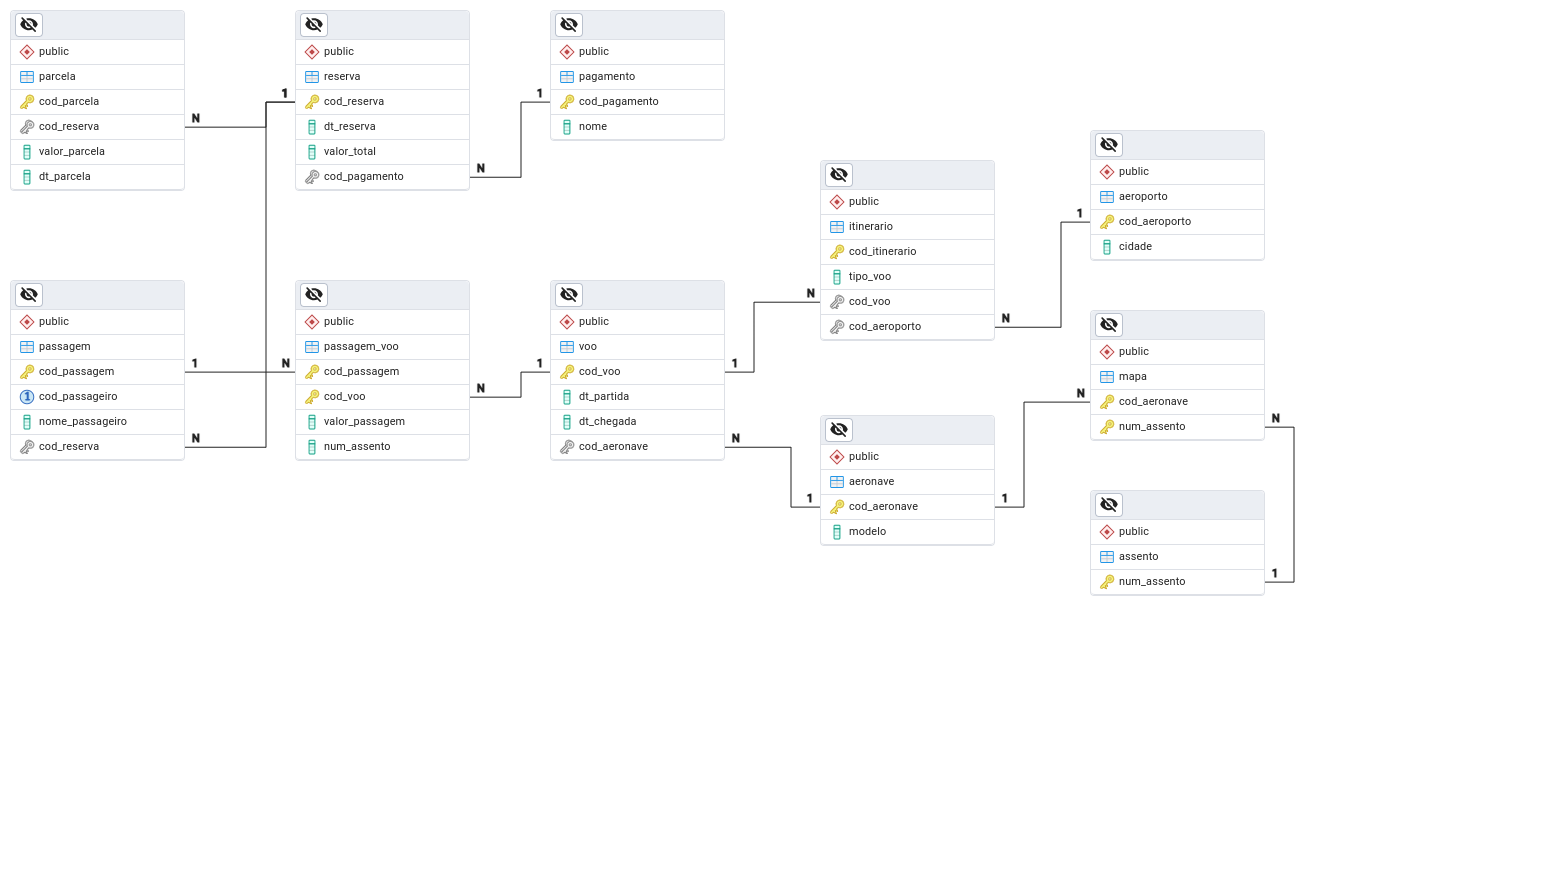 public
parcela
cod_parcela
cod_reserva
valor_parcela
dt_parcela
N
1
public
reserva
cod_reserva
dt_reserva
valor_total
cod_pagamento
N
1
public
pagamento
cod_pagamento
nome
public
passagem
cod_passagem
cod_passageiro
nome_passageiro
cod_reserva
1
N
N
public
passagem_voo
cod_passagem
cod_voo
valor_passagem
num_assento
N
1
public
voo
cod_voo
dt_partida
dt_chegada
cod_aeronave
1
N
N
1
public
itinerario
cod_itinerario
tipo_voo
cod_voo
cod_aeroporto
N
1
public
aeronave
cod_aeronave
modelo
1
N
public
aeroporto
cod_aeroporto
cidade
public
mapa
cod_aeronave
num_assento
N
1
public
assento
num_assento